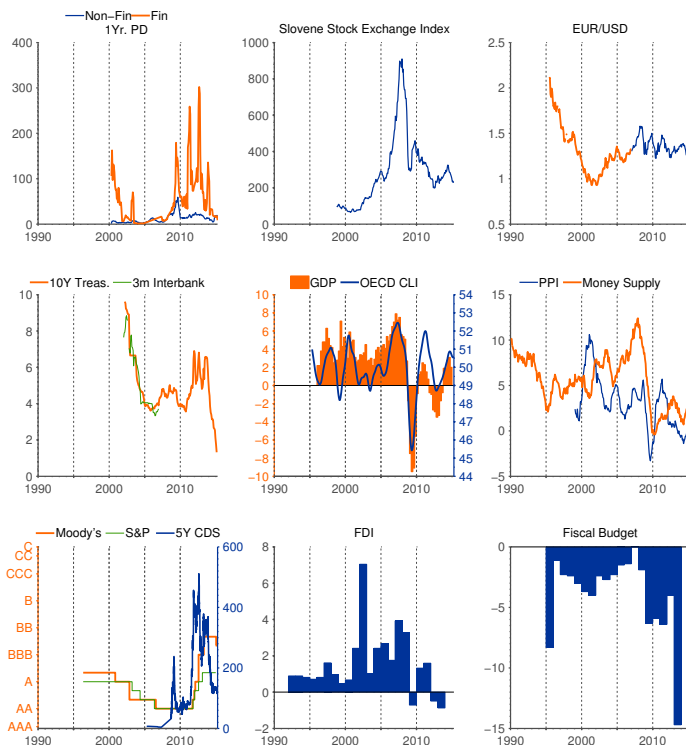 Non−Fin Fin
1Yr. PD
400
300
200
100
0
1990 2000 2010
Slovene Stock Exchange Index
1000
800
600
400
200
0
1990 2000 2010
EUR/USD
2.5
2
1.5
1
0.5
1990 2000 2010
10Y Treas. 3m Interbank
10
8
6
4
2
0
1990 2000 2010
GDP OECD CLI
10 54
8 53
6 52
4 51
2 50
0 49
−2 48
−4 47
−6 46
−8 45
−10 44
1990 2000 2010
PPI Money Supply
15
10
5
0
−5
1990 2000 2010
Moody's S&P 5Y CDS
C
CC
CCC
B
BB
BBB
A
AA
AAA
600
400
200
0
1990 2000 2010
FDI
8
6
4
2
0
−2
1990 2000 2010
Fiscal Budget
0
−5
−10
−15
1990 2000 2010